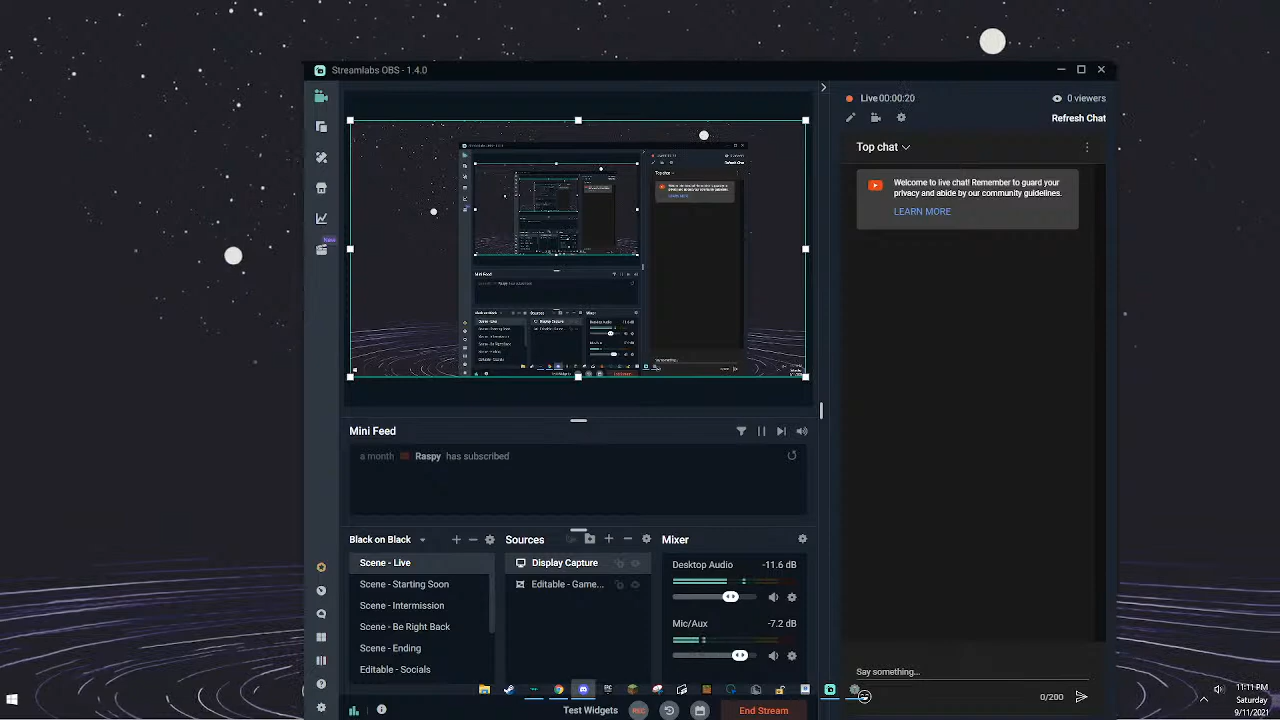 Streamlabs OBS - 1.4.0
Live 00:00:20
0 viewers
Refresh Chat
Top chat
Welcome to live chat! Remember to guard your
privacy and abide by our community guidelines.
LEARN MORE
New
Mini Feed
a month Raspy has subscribed
Black on Black
Sources
Mixer
Scene - Live
Scene - Starting Soon
Scene - Intermission
Scene - Be Right Back
Scene - Ending
Editable - Socials
Display Capture
Editable - Game...
Desktop Audio -11.6 dB
Mic/Aux -7.2 dB
Say something...
0/200
Test Widgets
REC
End Stream
11:11 PM
Saturday
9/11/2021